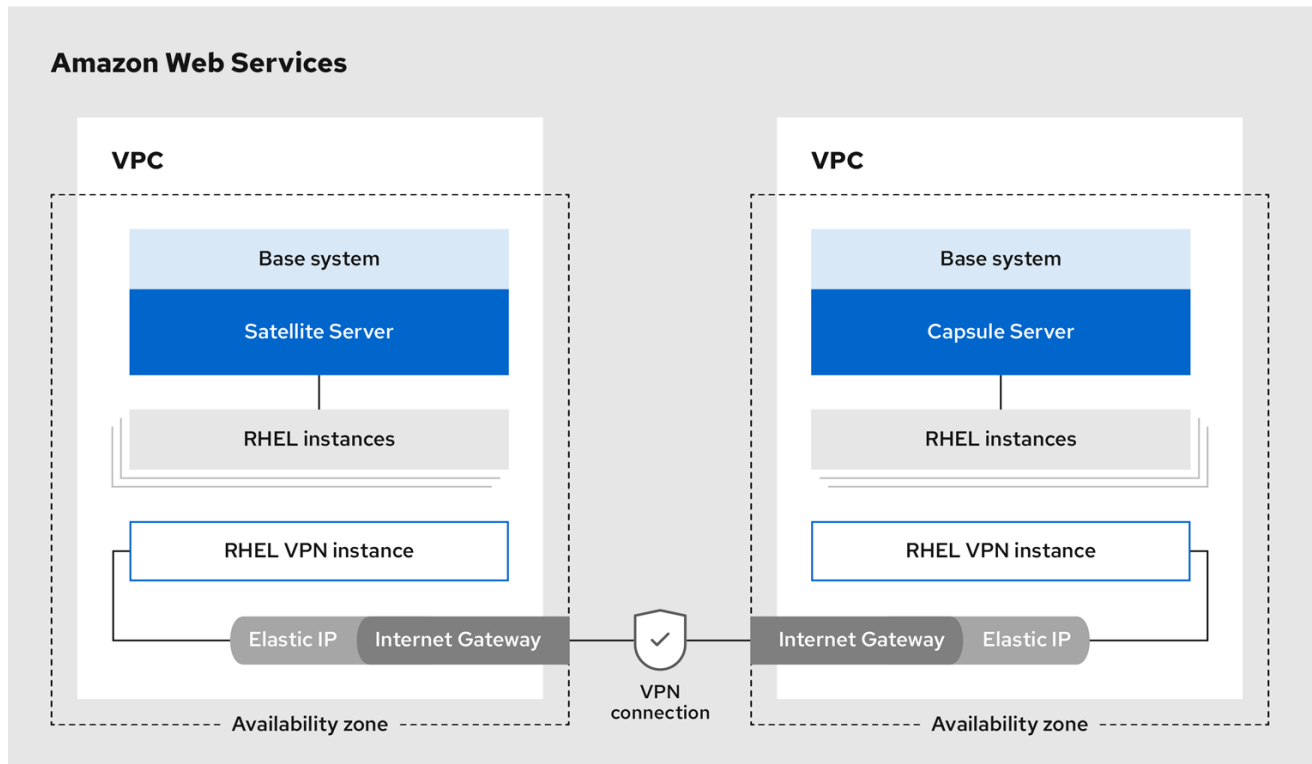 Amazon Web Services
VPC
Base system
Satellite Server
RHEL instances
RHEL VPN instance
Elastic IP
Internet Gateway
Availability zone
VPN
connection
VPC
Base system
Capsule Server
RHEL instances
RHEL VPN instance
Internet Gateway
Elastic IP
Availability zone